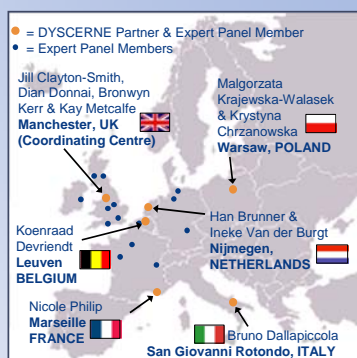 = DYSCERNE Partner & Expert Panel Member
= Expert Panel Members
Jill Clayton-Smith,
Dian Donnai, Bronwyn
Kerr & Kay Metcalfe
Manchester, UK
(Coordinating Centre)
Malgorzata
Krajewska-Walasek
& Krystyna
Chrzanowska
Warsaw, POLAND
Koenraad
Devriendt
Leuven
BELGIUM
Han Brunner &
Ineke Van der Burgt
Nijmegen,
NETHERLANDS
Nicole Philip
Marseille
FRANCE
Bruno Dallapiccola
San Giovanni Rotondo, ITALY